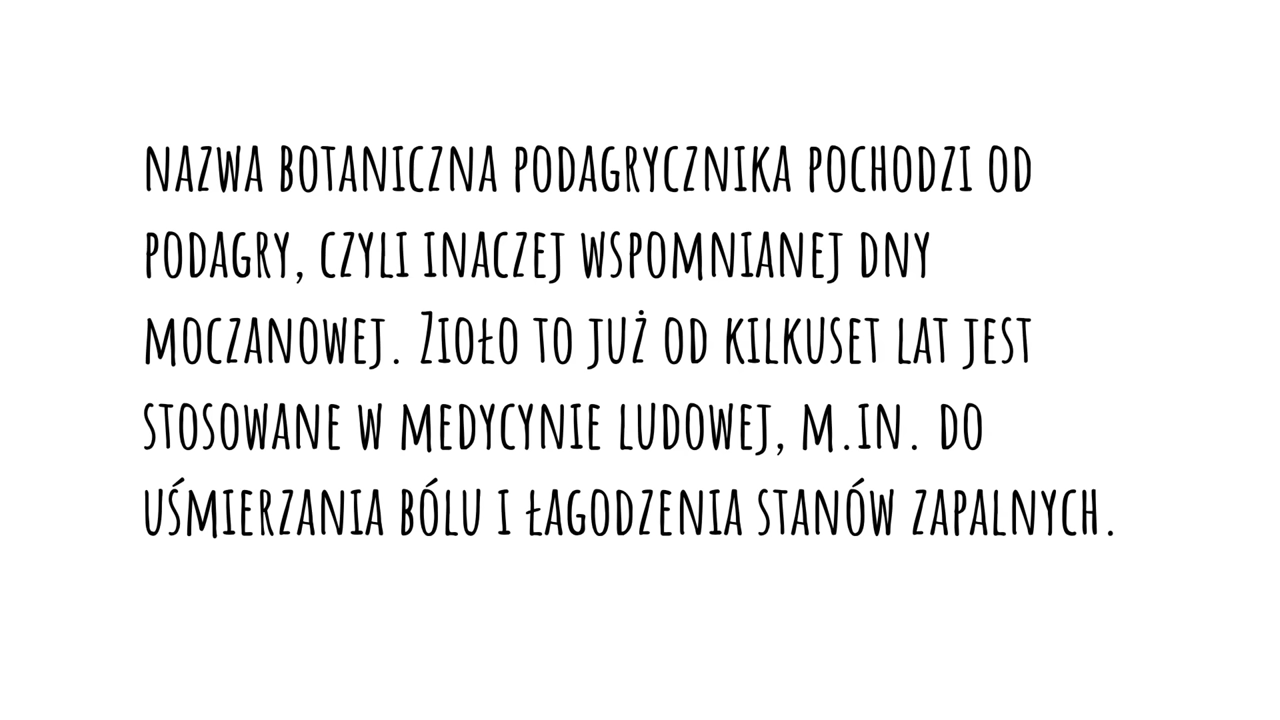 nazwa botaniczna podagrycznika pochodzi od
podagry, czyli inaczej wspomnianej dny
moczanowej. Zioło to już od kilkuset lat jest
stosowane w medycynie ludowej, m.in. do
uśmierzania bólu i łagodzenia stanów zapalnych.